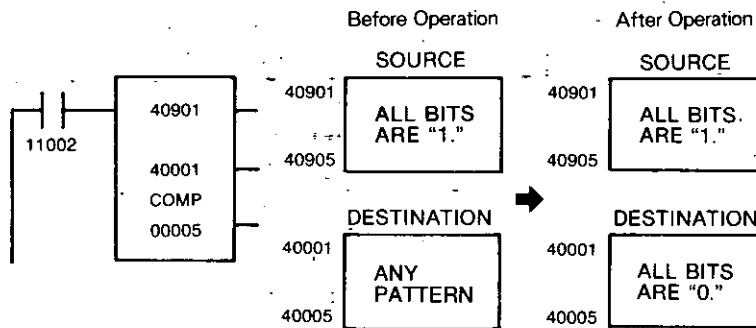 Before Operation
After Operation
SOURCE
SOURCE
11002
40901
40001
COMP
00005
40901
ALL BITS
ARE "1."
40905
40901
ALL BITS.
ARE "1."
40905
DESTINATION
DESTINATION
40001
ANY
PATTERN
40005
40001
ALL BITS
ARE "0."
40005